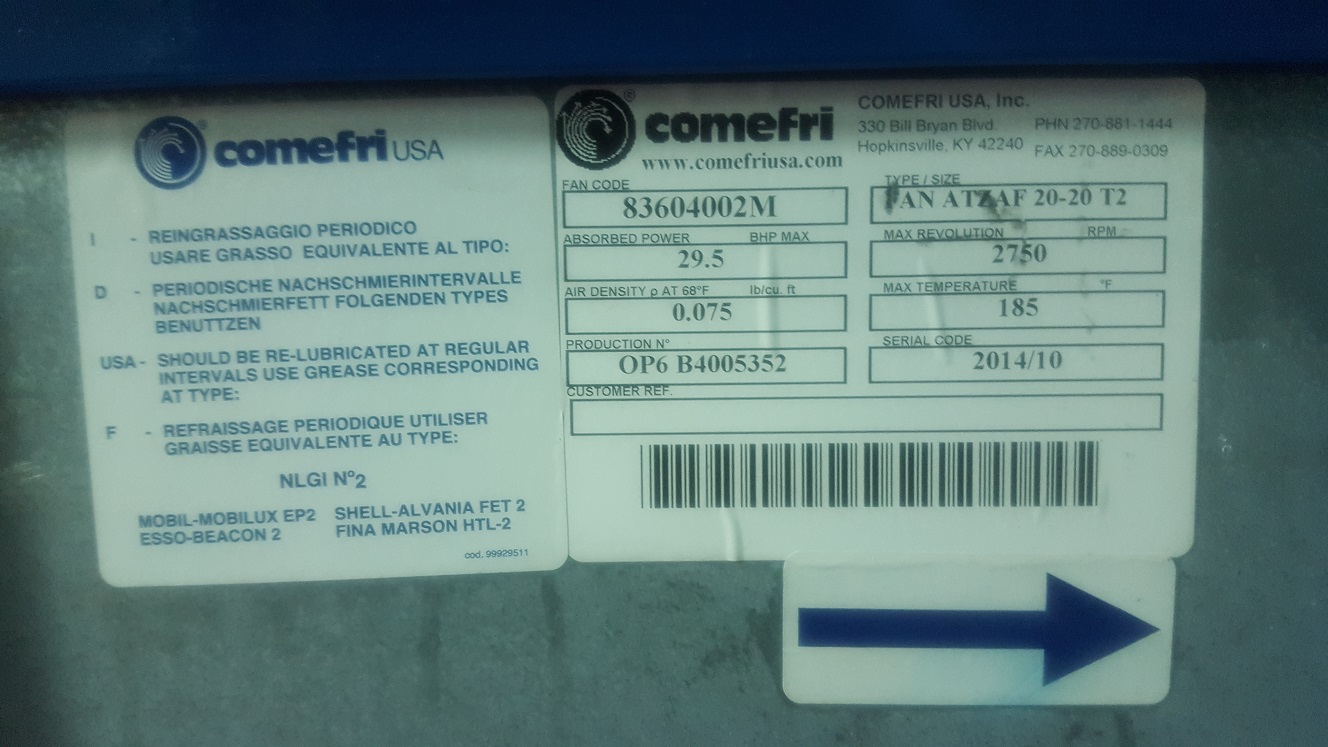 comefri USA
I - REINGRASSAGGIO PERIODICO
USARE GRASSO EQUIVALENTE AL TIPO:
D - PERIODISCHE NACHSCHMIERINTERVALLE
NACHSCHMIERFETT FOLGENDEN TYPES
BENUTTZEN
USA - SHOULD BE RE-LUBRICATED AT REGULAR
INTERVALS USE GREASE CORRESPONDING
AT TYPE:
F - REFRAISSAGE PERIODIQUE UTILISER
GRAISSE EQUIVALENTE AU TYPE:
NLGI N°2
MOBIL-MOBILUX EP2 SHELL-ALVANIA FET 2
ESSO-BEACON 2 FINA MARSON HTL-2
cod. 99929511
comefri
www.comefriusa.com
COMEFRI USA, Inc.
330 Bill Bryan Blvd. PHN 270-881-1444
Hopkinsville, KY 42240 FAX 270-889-0309
FAN CODE TYPE / SIZE
83604002M FAN ATZAF 20-20 T2
ABSORBED POWER BHP MAX MAX REVOLUTION RPM
29.5 2750
AIR DENSITY ρ AT 68°F lb/cu. ft MAX TEMPERATURE °F
0.075 185
PRODUCTION N° SERIAL CODE
OP6 B4005352 2014/10
CUSTOMER REF.